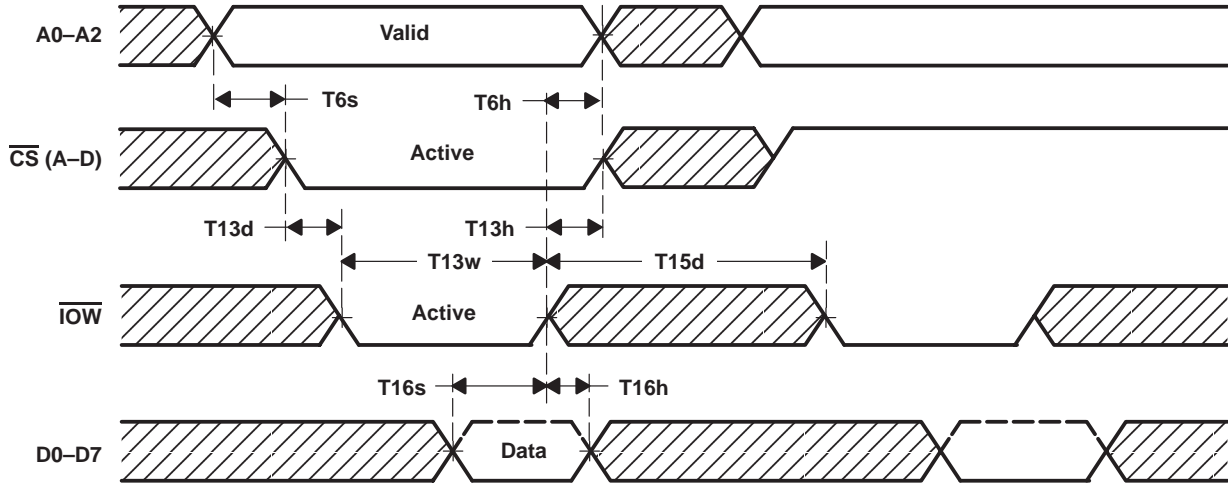 A0–A2
Valid
T6s
T6h
CS (A–D)
Active
T13d
T13h
T13w
T15d
IOW
Active
T16s
T16h
D0–D7
Data